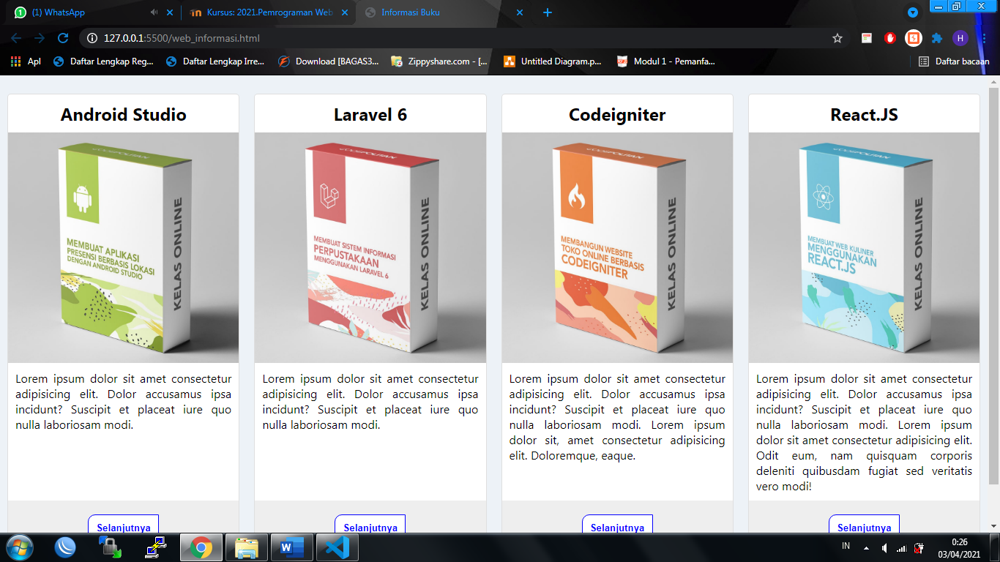 (1) WhatsApp
Kursus: 2021.Pemrograman Web
Informasi Buku
127.0.0.1:5500/web_informasi.html
H
Apl
Daftar Lengkap Reg...
Daftar Lengkap Irre...
Download [BAGAS3...
Zippyshare.com - [...
Untitled Diagram.p...
Modul 1 - Pemanfa...
Daftar bacaan
Android Studio
KELAS ONLINE
MEMBUAT APLIKASI
PRESENSI BERBASIS LOKASI
DENGAN ANDROID STUDIO
Lorem ipsum dolor sit amet consectetur
adipisicing elit. Dolor accusamus ipsa
incidunt? Suscipit et placeat iure quo
nulla laboriosam modi.
Selanjutnya
Laravel 6
KELAS ONLINE
MEMBUAT SISTEM INFORMASI
PERPUSTAKAAN
MENGGUNAKAN LARAVEL 6
Lorem ipsum dolor sit amet consectetur
adipisicing elit. Dolor accusamus ipsa
incidunt? Suscipit et placeat iure quo
nulla laboriosam modi.
Selanjutnya
Codeigniter
KELAS ONLINE
MEMBANGUN WEBSITE
TOKO ONLINE BERBASIS
CODEIGNITER
Lorem ipsum dolor sit amet consectetur
adipisicing elit. Dolor accusamus ipsa
incidunt? Suscipit et placeat iure quo
nulla laboriosam modi. Lorem ipsum
dolor sit, amet consectetur adipisicing
elit. Doloremque, eaque.
Selanjutnya
React.JS
KELAS ONLINE
MEMBUAT WEB KULINER
MENGGUNAKAN
REACT.JS
Lorem ipsum dolor sit amet consectetur
adipisicing elit. Dolor accusamus ipsa
incidunt? Suscipit et placeat iure quo
nulla laboriosam modi. Lorem ipsum
dolor sit amet consectetur adipisicing elit.
Odit eum, nam quisquam corporis
deleniti quibusdam fugiat sed veritatis
vero modi!
Selanjutnya
IN
0:26
03/04/2021